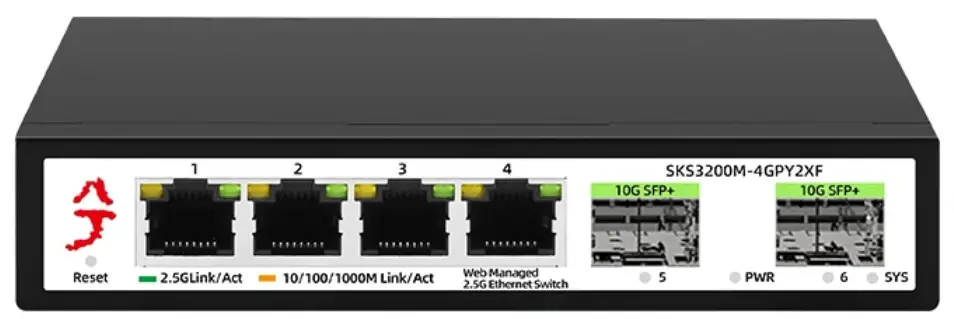 1 2 3 4 SKS3200M-4GPY2XF
10G SFP+ 10G SFP+
Reset 2.5GLink/Act 10/100/1000M Link/Act Web Managed
2.5G Ethernet Switch
5 PWR 6 SYS